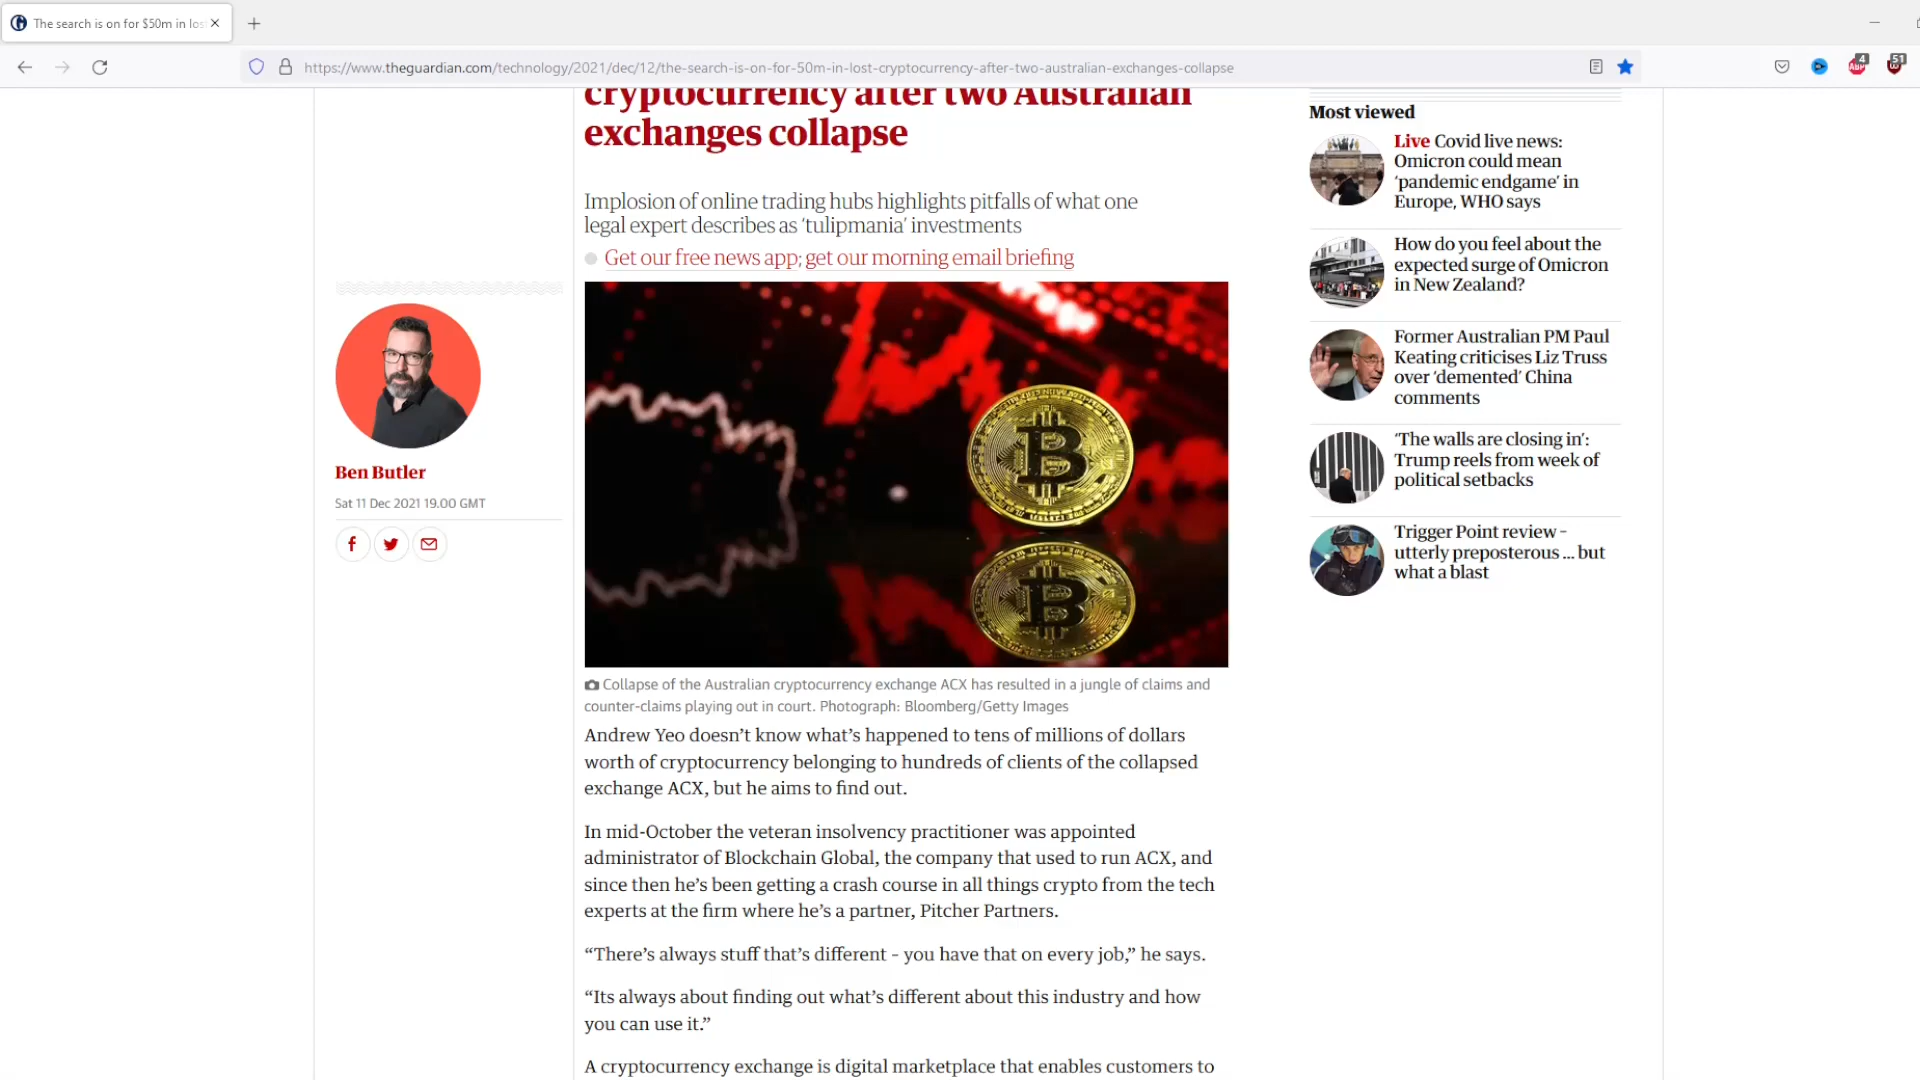 The search is on for $50m in los
https://www.theguardian.com/technology/2021/dec/12/the-search-is-on-for-50m-in-lost-cryptocurrency-after-two-australian-exchanges-collapse
4
51
cryptocurrency after two Australian
exchanges collapse
Implosion of online trading hubs highlights pitfalls of what one
legal expert describes as ‘tulipmania’ investments
Get our free news app; get our morning email briefing
Ben Butler
Sat 11 Dec 2021 19.00 GMT
Collapse of the Australian cryptocurrency exchange ACX has resulted in a jungle of claims and
counter-claims playing out in court. Photograph: Bloomberg/Getty Images
Andrew Yeo doesn’t know what’s happened to tens of millions of dollars
worth of cryptocurrency belonging to hundreds of clients of the collapsed
exchange ACX, but he aims to find out.
In mid-October the veteran insolvency practitioner was appointed
administrator of Blockchain Global, the company that used to run ACX, and
since then he’s been getting a crash course in all things crypto from the tech
experts at the firm where he’s a partner, Pitcher Partners.
“There’s always stuff that’s different – you have that on every job,” he says.
“Its always about finding out what’s different about this industry and how
you can use it.”
A cryptocurrency exchange is digital marketplace that enables customers to
Most viewed
Live Covid live news:
Omicron could mean
‘pandemic endgame’ in
Europe, WHO says
How do you feel about the
expected surge of Omicron
in New Zealand?
Former Australian PM Paul
Keating criticises Liz Truss
over ‘demented’ China
comments
‘The walls are closing in’:
Trump reels from week of
political setbacks
Trigger Point review –
utterly preposterous ... but
what a blast